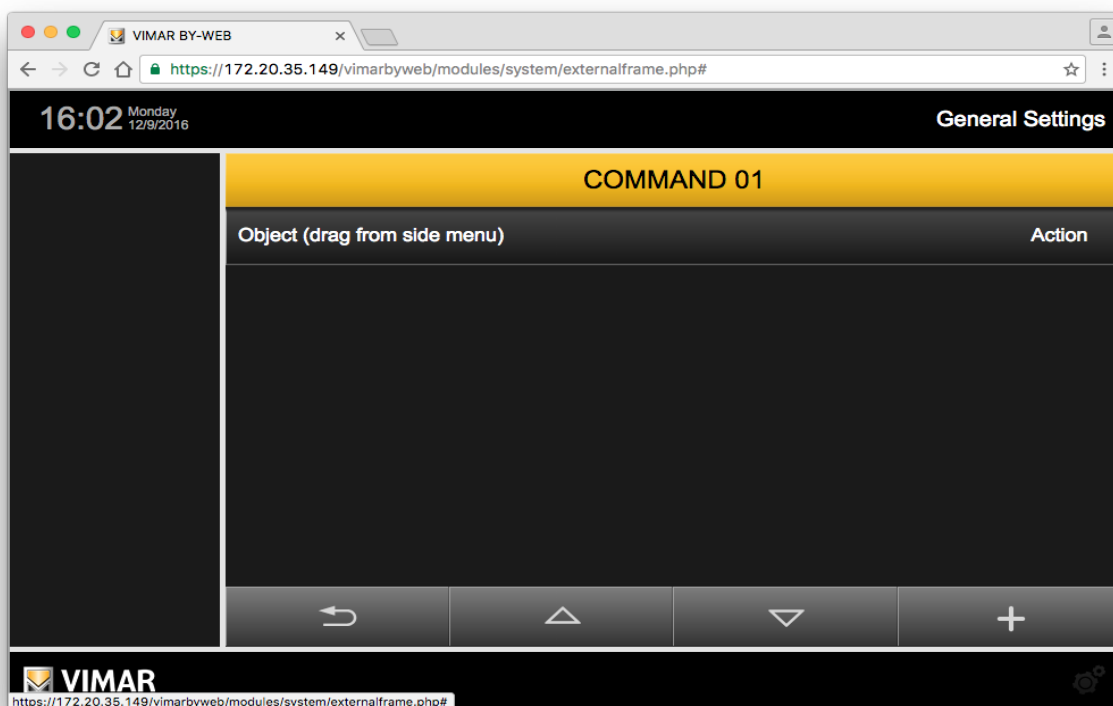 VIMAR BY-WEB
https://172.20.35.149/vimarbyweb/modules/system/externalframe.php#
16:02 Monday
12/9/2016
General Settings
COMMAND 01
Object (drag from side menu) Action
VIMAR
https://172.20.35.149/vimarbyweb/modules/system/externalframe.php#